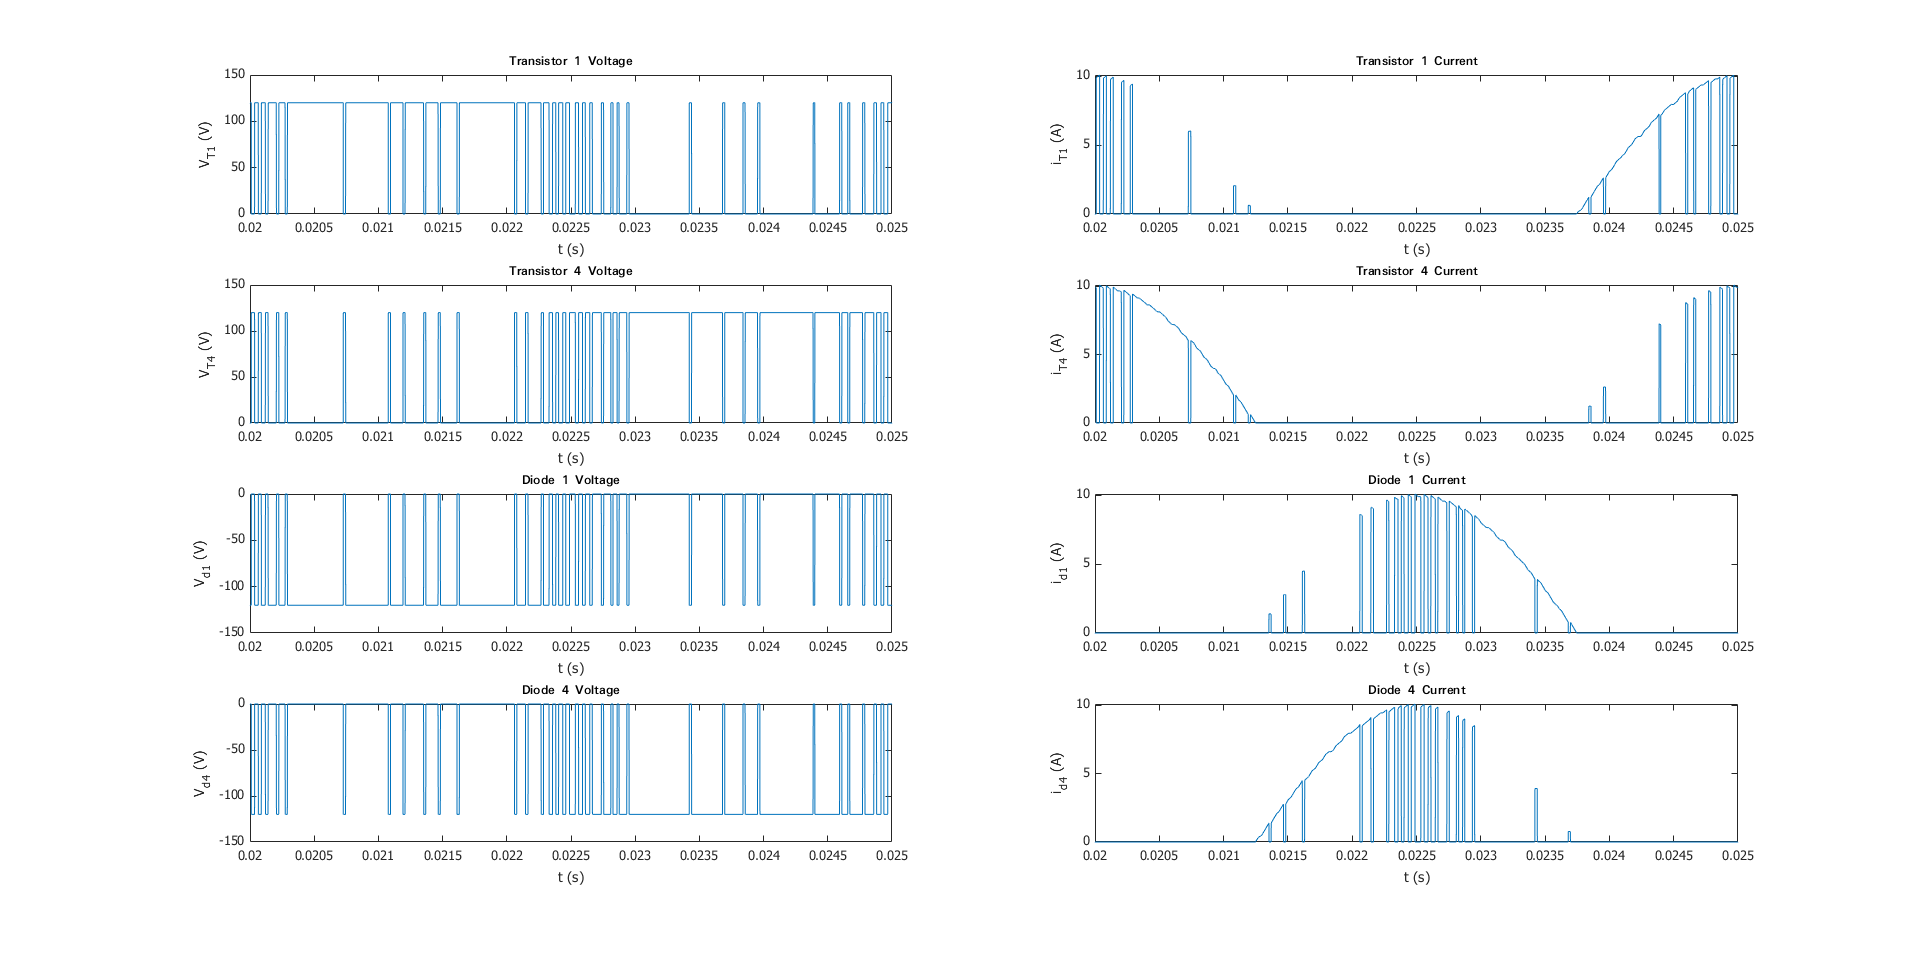 Transistor 1 Voltage
150
100
50
0
V_T1 (V)
0.02 0.0205 0.021 0.0215 0.022 0.0225 0.023 0.0235 0.024 0.0245 0.025
t (s)
Transistor 1 Current
10
5
0
i_T1 (A)
0.02 0.0205 0.021 0.0215 0.022 0.0225 0.023 0.0235 0.024 0.0245 0.025
t (s)
Transistor 4 Voltage
150
100
50
0
V_T4 (V)
0.02 0.0205 0.021 0.0215 0.022 0.0225 0.023 0.0235 0.024 0.0245 0.025
t (s)
Transistor 4 Current
10
5
0
i_T4 (A)
0.02 0.0205 0.021 0.0215 0.022 0.0225 0.023 0.0235 0.024 0.0245 0.025
t (s)
Diode 1 Voltage
0
-50
-100
-150
V_d1 (V)
0.02 0.0205 0.021 0.0215 0.022 0.0225 0.023 0.0235 0.024 0.0245 0.025
t (s)
Diode 1 Current
10
5
0
i_d1 (A)
0.02 0.0205 0.021 0.0215 0.022 0.0225 0.023 0.0235 0.024 0.0245 0.025
t (s)
Diode 4 Voltage
0
-50
-100
-150
V_d4 (V)
0.02 0.0205 0.021 0.0215 0.022 0.0225 0.023 0.0235 0.024 0.0245 0.025
t (s)
Diode 4 Current
10
5
0
i_d4 (A)
0.02 0.0205 0.021 0.0215 0.022 0.0225 0.023 0.0235 0.024 0.0245 0.025
t (s)